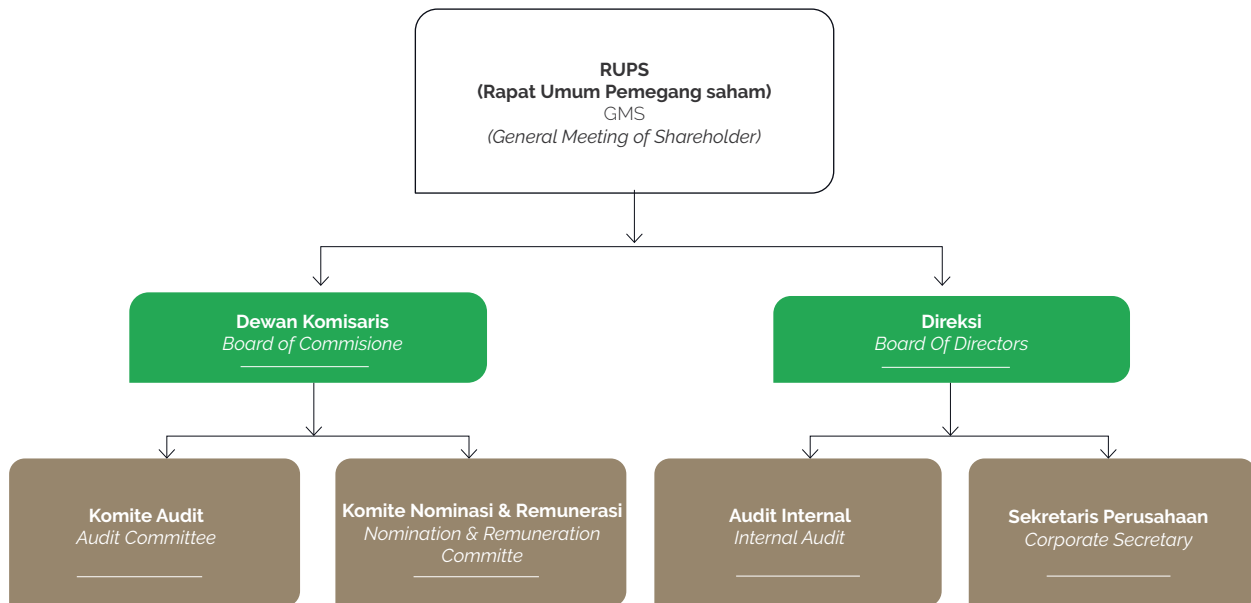 RUPS
(Rapat Umum Pemegang saham)
GMS
(General Meeting of Shareholder)
Dewan Komisaris
Board of Commisione
Direksi
Board Of Directors
Komite Audit
Audit Committee
Komite Nominasi & Remunerasi
Nomination & Remuneration
Committe
Audit Internal
Internal Audit
Sekretaris Perusahaan
Corporate Secretary